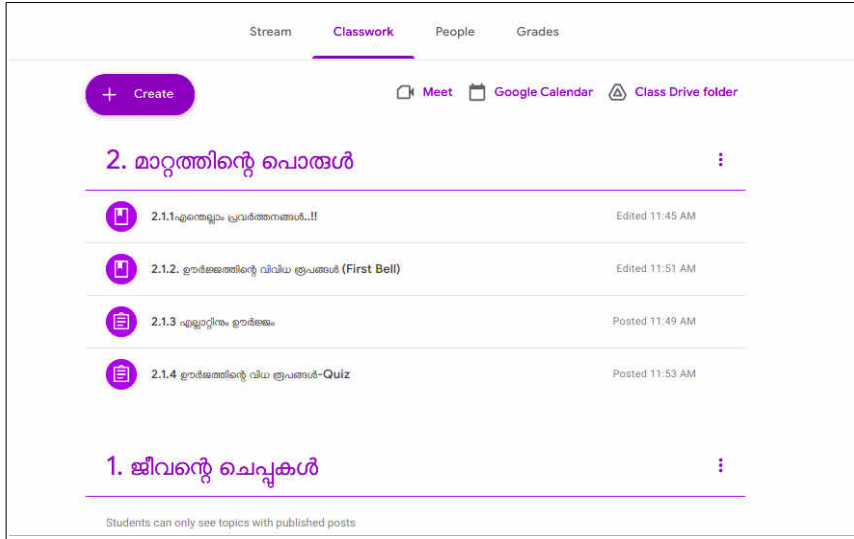 Stream Classwork People Grades
Create Meet Google Calendar Class Drive folder
2. മാറ്റത്തിന്റെ പൊരുൾ
2.1.1എന്തെല്ലാം പ്രവർത്തനങ്ങൾ..!! Edited 11:45 AM
2.1.2. ഊർജ്ജത്തിന്റെ വിവിധ രൂപങ്ങൾ (First Bell) Edited 11:51 AM
2.1.3 എല്ലാറ്റിനും ഊർജ്ജം Posted 11:49 AM
2.1.4 ഊർജത്തിന്റെ വിധ രൂപങ്ങൾ-Quiz Posted 11:53 AM
1. ജീവന്റെ ചെപ്പുകൾ
Students can only see topics with published posts